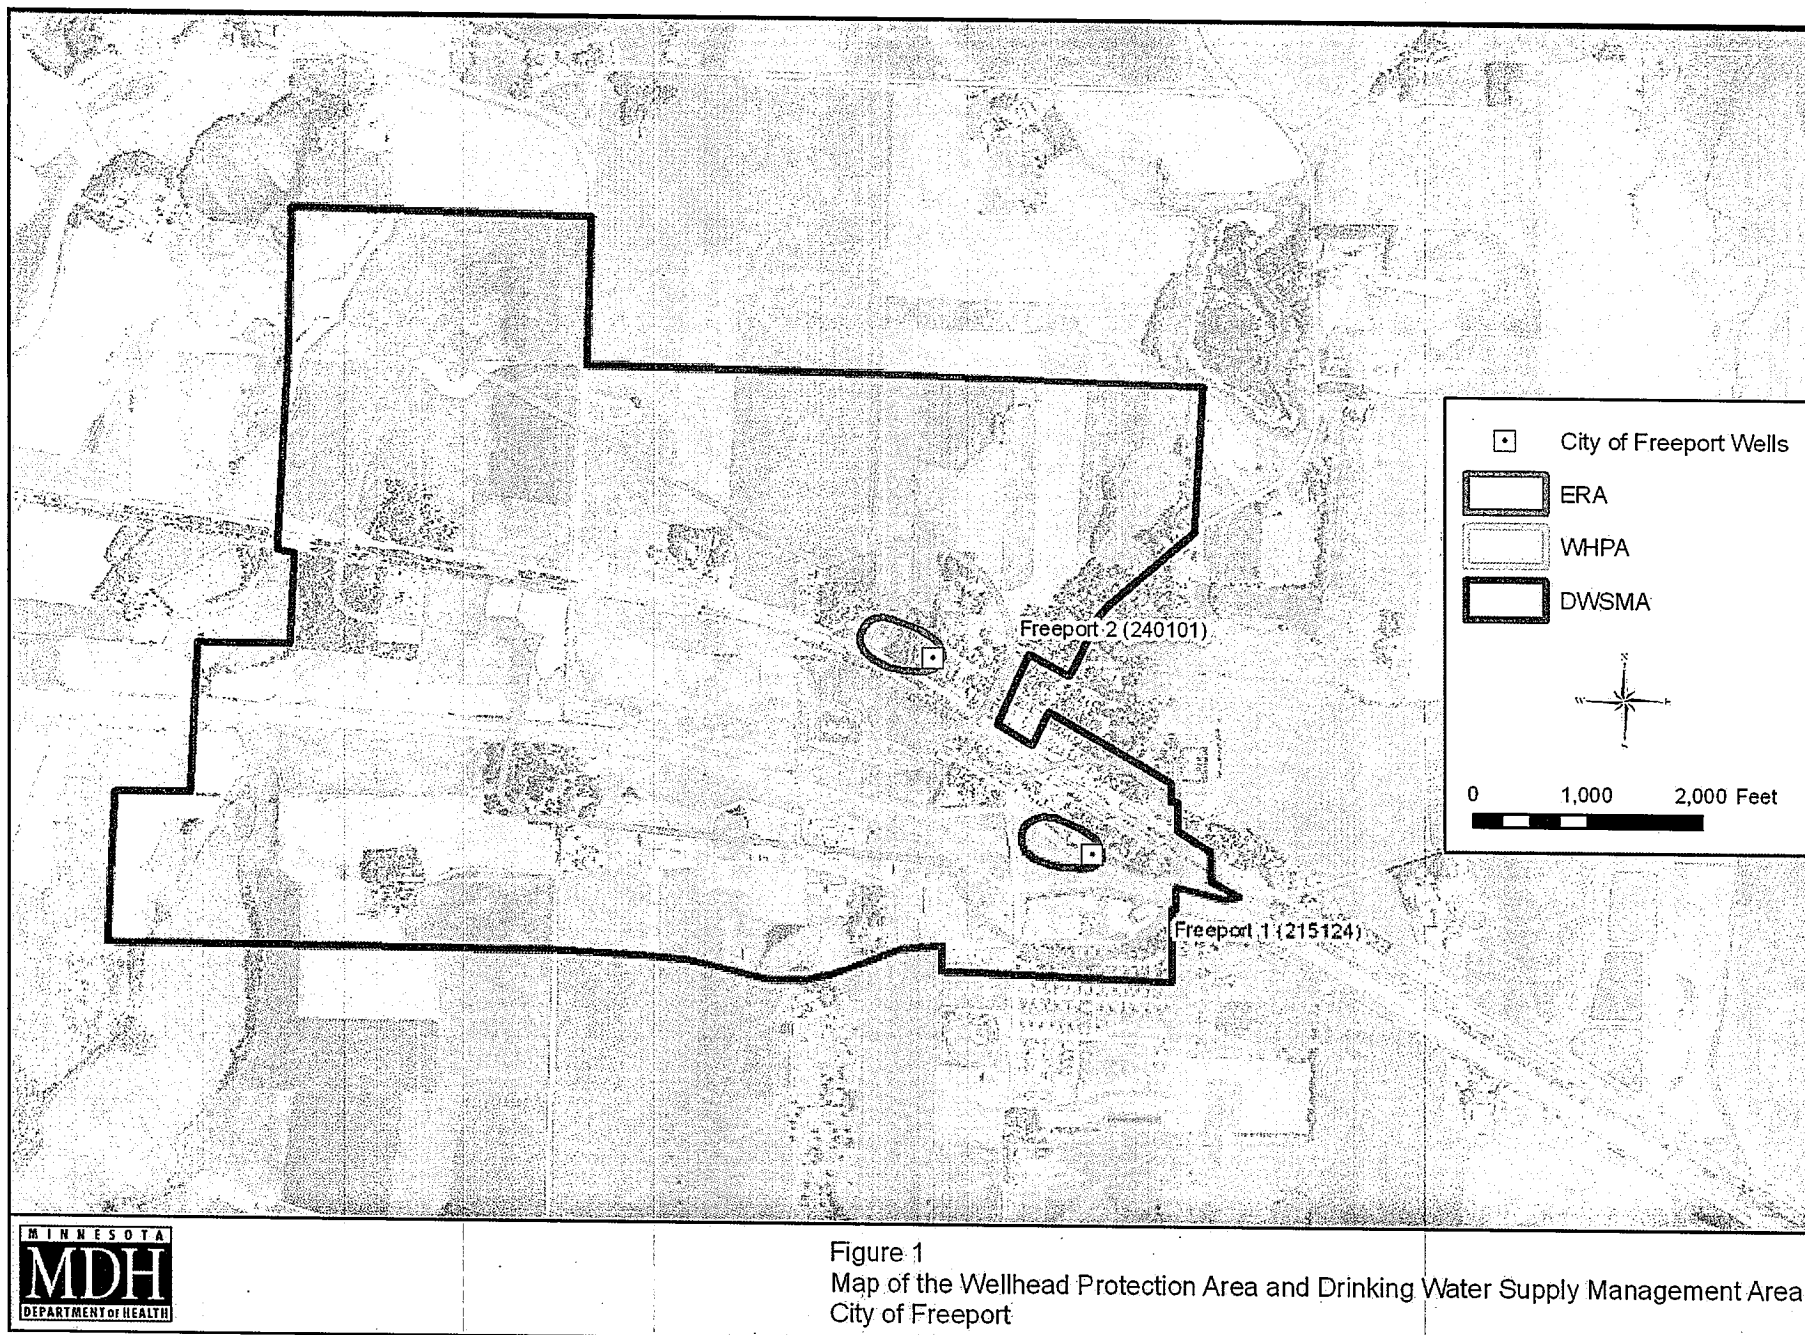 City of Freeport Wells
ERA
WHPA
DWSMA
Freeport 2 (240101)
N
W
E
0 1,000 2,000 Feet
Freeport 1 (215124)
MINNESOTA
MDH
DEPARTMENT OF HEALTH
Figure 1
Map of the Wellhead Protection Area and Drinking Water Supply Management Area
City of Freeport